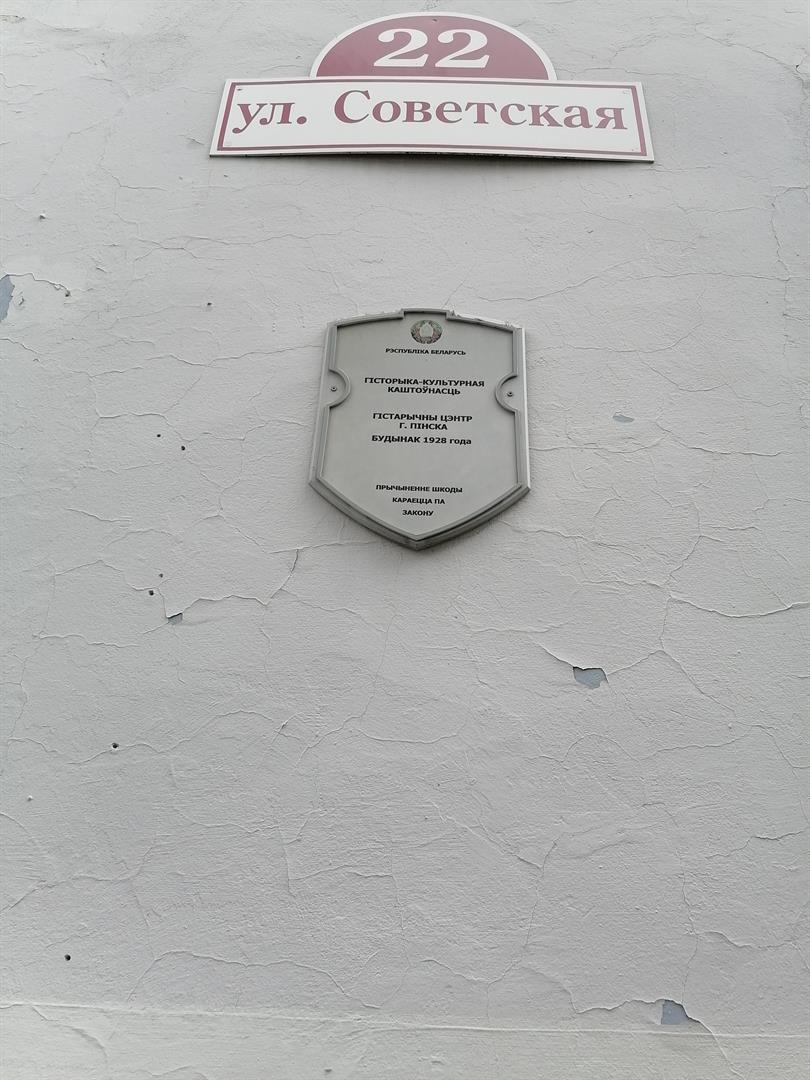 22
ул. Советская
РЭСПУБЛІКА БЕЛАРУСЬ
ГІСТОРЫКА-КУЛЬТУРНАЯ
КАШТОЎНАСЦЬ
ГІСТАРЫЧНЫ ЦЭНТР
Г. ПІНСКА
БУДЫНАК 1928 года
ПРЫЧЫНЕННЕ ШКОДЫ
КАРАЕЦЦА ПА
ЗАКОНУ